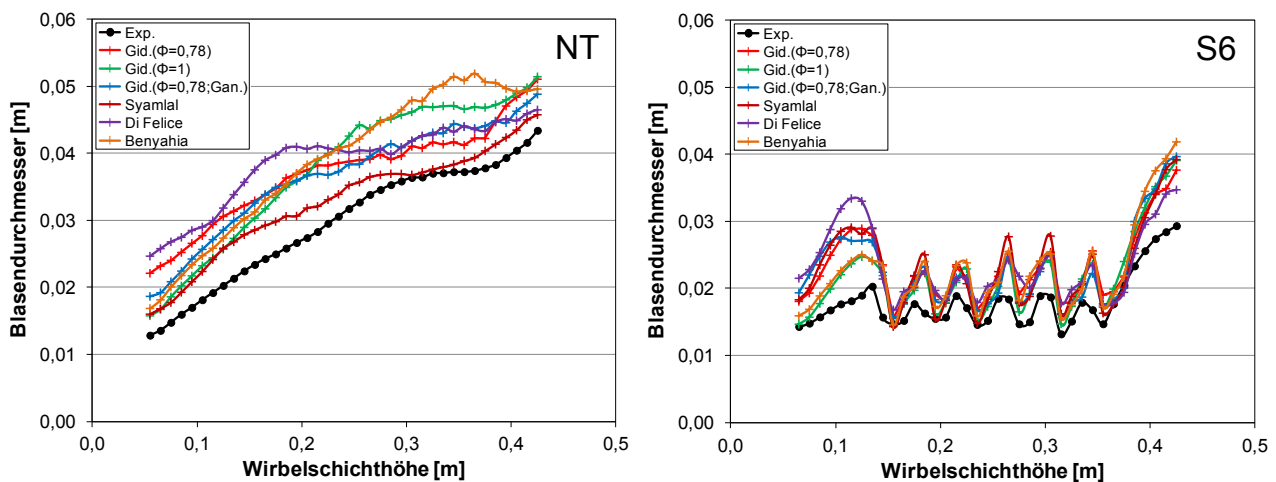 0,06
0,05
0,04
0,03
0,02
0,01
0,00
Blasendurchmesser [m]
Exp.
Gid.(Φ=0,78)
Gid.(Φ=1)
Gid.(Φ=0,78;Gan.)
Syamlal
Di Felice
Benyahia
NT
0,0 0,1 0,2 0,3 0,4 0,5
Wirbelschichthöhe [m]
0,06
0,05
0,04
0,03
0,02
0,01
0,00
Blasendurchmesser [m]
Exp.
Gid.(Φ=0,78)
Gid.(Φ=1)
Gid.(Φ=0,78;Gan.)
Syamlal
Di Felice
Benyahia
S6
0,0 0,1 0,2 0,3 0,4 0,5
Wirbelschichthöhe [m]